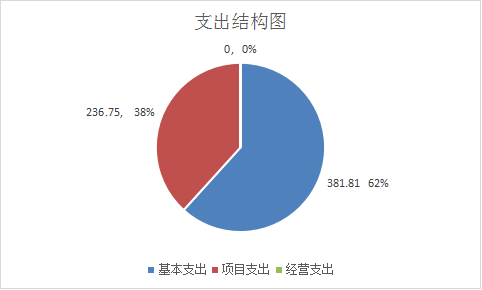 支出结构图
0， 0%
236.75， 38%
381.81 62%
基本支出 项目支出 经营支出